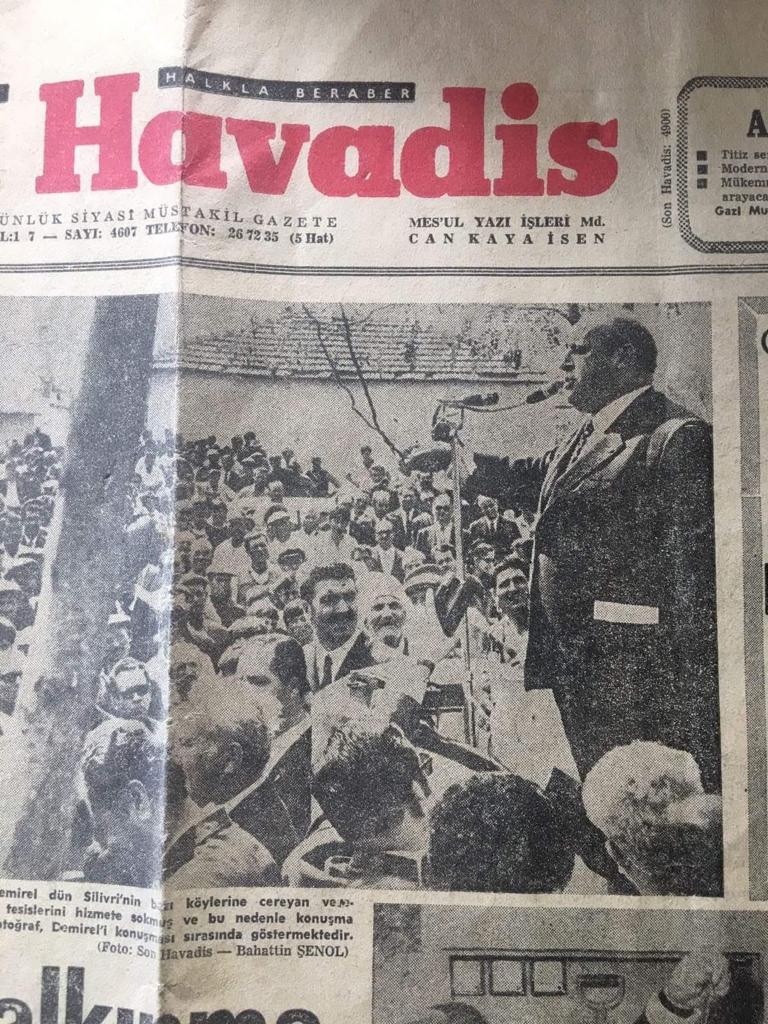 HALKLA BERABER
Havadis
ÜNLÜK SİYASİ MÜSTAKİL GAZETE
L:1 7 — SAYI: 4607 TELEFON: 26 72 35 (5 Hat)
MES'UL YAZI İŞLERİ Md.
CAN KAYA İSEN
(Son Havadis: 4900)
A
Titiz se
Modern
Mükemm
arayaca
Gazi Mu
emirel dün Silivri'nin bazı köylerine cereyan veren
tesislerini hizmete sokmuş ve bu nedenle konuşma
otoğraf, Demirel'i konuşması sırasında göstermektedir.
(Foto: Son Havadis — Bahattin ŞENOL)
alkınma